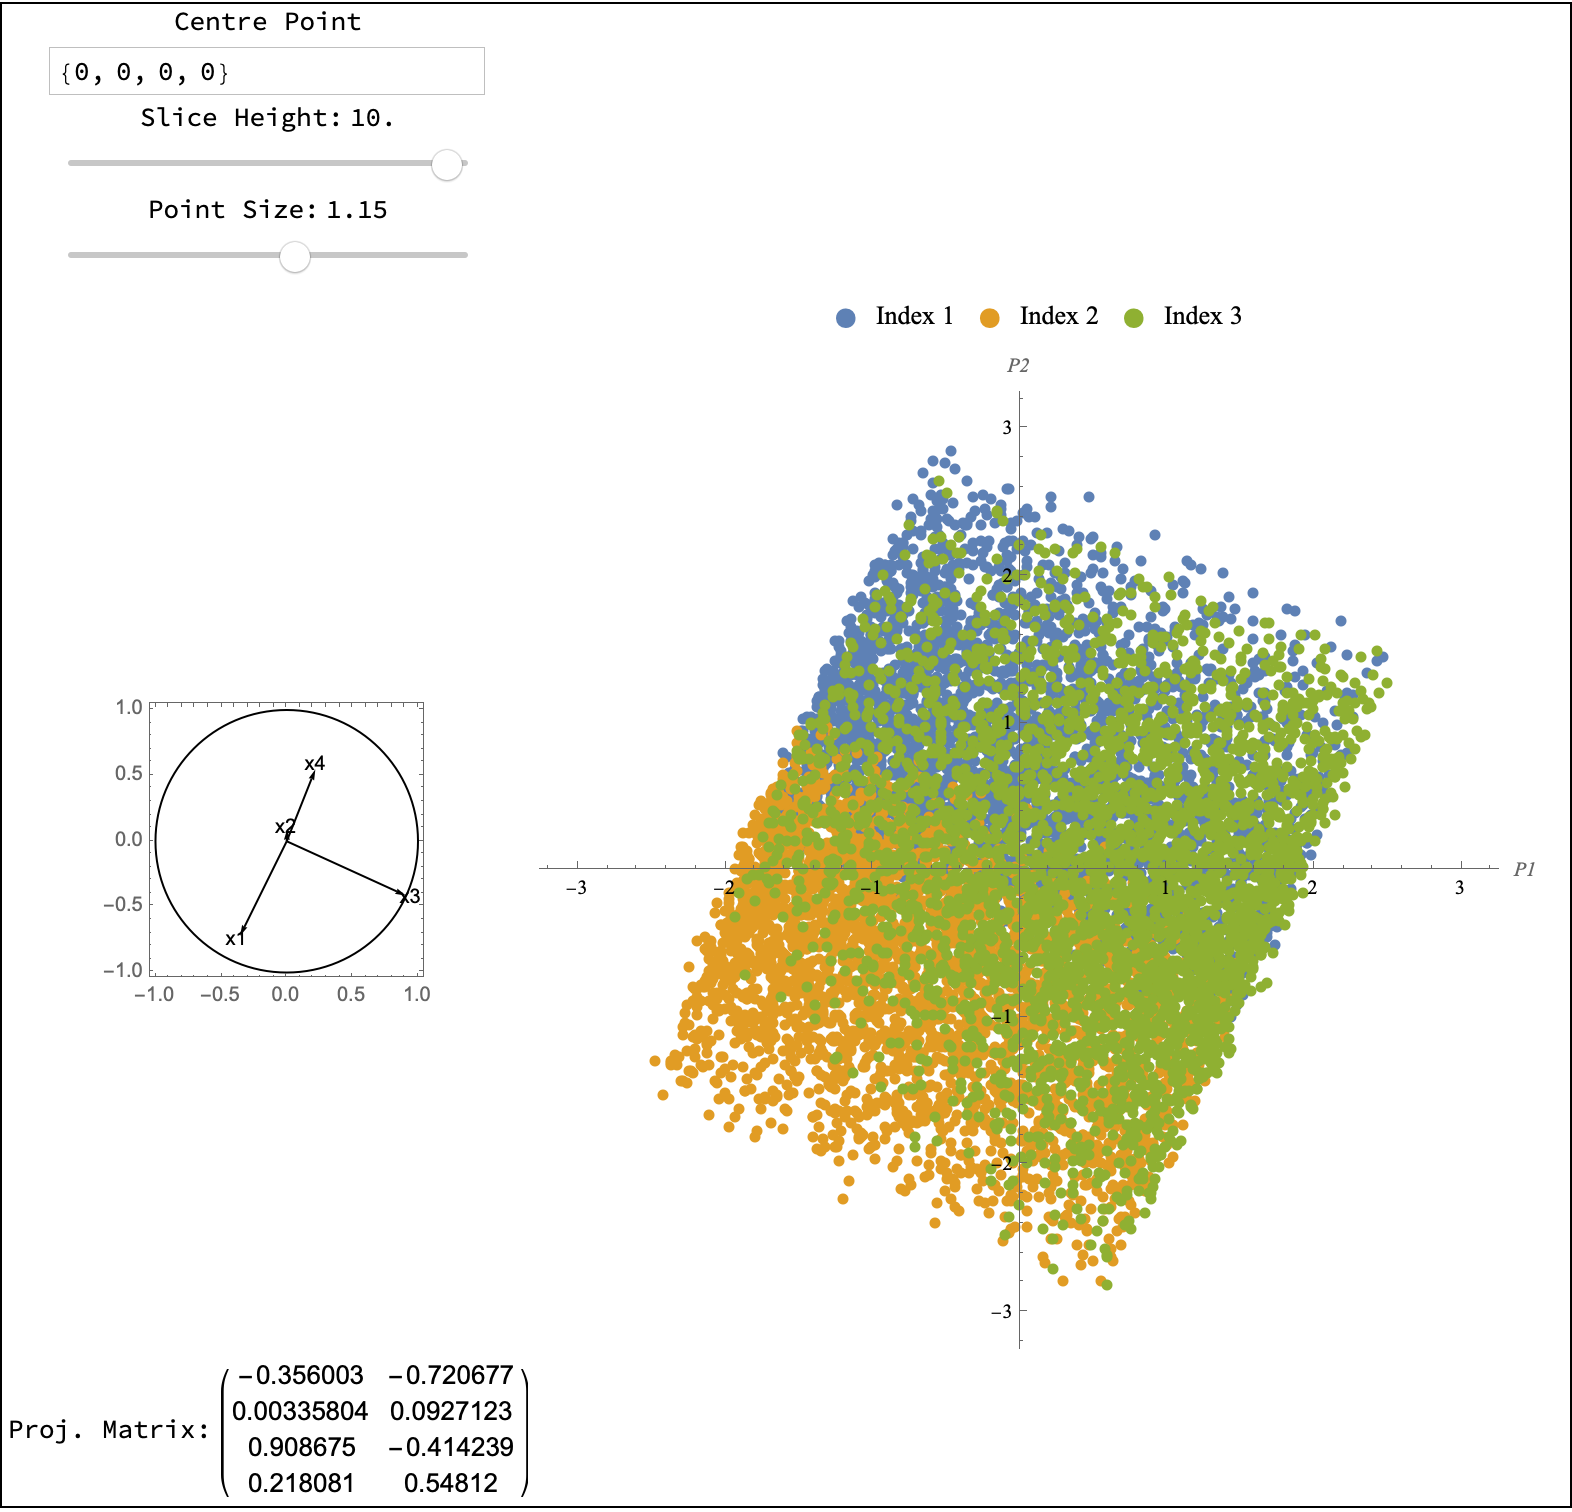 Centre Point
{0, 0, 0, 0}
Slice Height: 10.
Point Size: 1.15
Index 1 Index 2 Index 3
P2
3
2
1
−3 −2 −1 1 2 3 P1
−1
−2
−3
1.0
0.5
0.0
−0.5
−1.0
x4
x2
x3
x1
−1.0 −0.5 0.0 0.5 1.0
Proj. Matrix:
−0.356003 −0.720677
0.00335804 0.0927123
0.908675 −0.414239
0.218081 0.54812